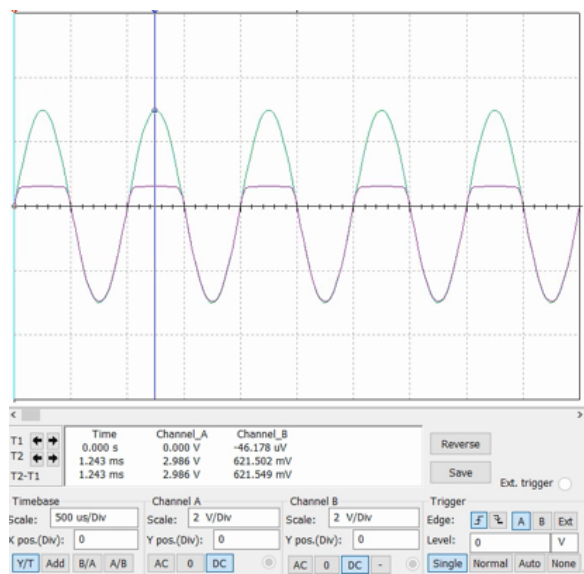 Time Channel_A Channel_B
T1 0.000 s 0.000 V -46.178 uV
T2 1.243 ms 2.986 V 621.502 mV
T2-T1 1.243 ms 2.986 V 621.549 mV
Reverse
Save
Ext. trigger
Timebase Channel A Channel B Trigger
Scale: 500 us/Div Scale: 2 V/Div Scale: 2 V/Div Edge: A B Ext
X pos.(Div): 0 Y pos.(Div): 0 Y pos.(Div): 0 Level: 0 V
Y/T Add B/A A/B AC 0 DC AC 0 DC - Single Normal Auto None